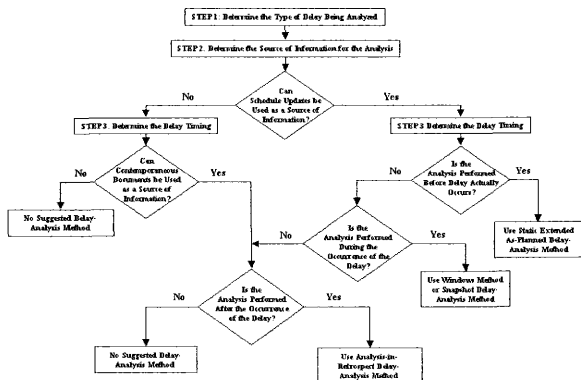 STEP 1: Determine the Type of Delay Being Analyzed
STEP 2: Determine the Source of Information for the Analysis
Can
Schedule Updates be
Used as a Source of
Information?
No
Yes
STEP 3. Determine the Delay Timing
STEP 3 Determine the Delay Timing
Can
Contemporaneous
Documents be Used
as a Source of
Information?
No
Yes
Is the
Analysis Performed
Before Delay Actually
Occurs?
No
Yes
No Suggested Delay-
Analysis Method
Is the
Analysis Performed
During the
Occurrence of the
Delay?
No
Yes
Use Static Extended
As-Planned Delay-
Analysis Method
Use Windows Method
or Snapshot Delay-
Analysis Method
Is the
Analysis Performed
After the Occurrence
of the Delay?
No
Yes
No Suggested Delay-
Analysis Method
Use Analysis-in-
Retrospect Delay-
Analysis Method